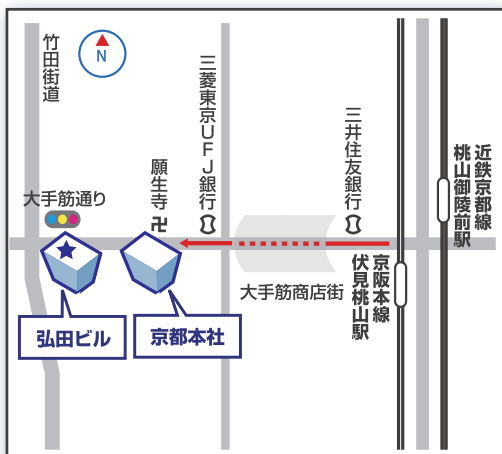 竹田街道
N
三菱東京UFJ銀行
三井住友銀行
近鉄京都線
桃山御陵前駅
願生寺
卍
大手筋通り
大手筋商店街
京阪本線
伏見桃山駅
弘田ビル
京都本社